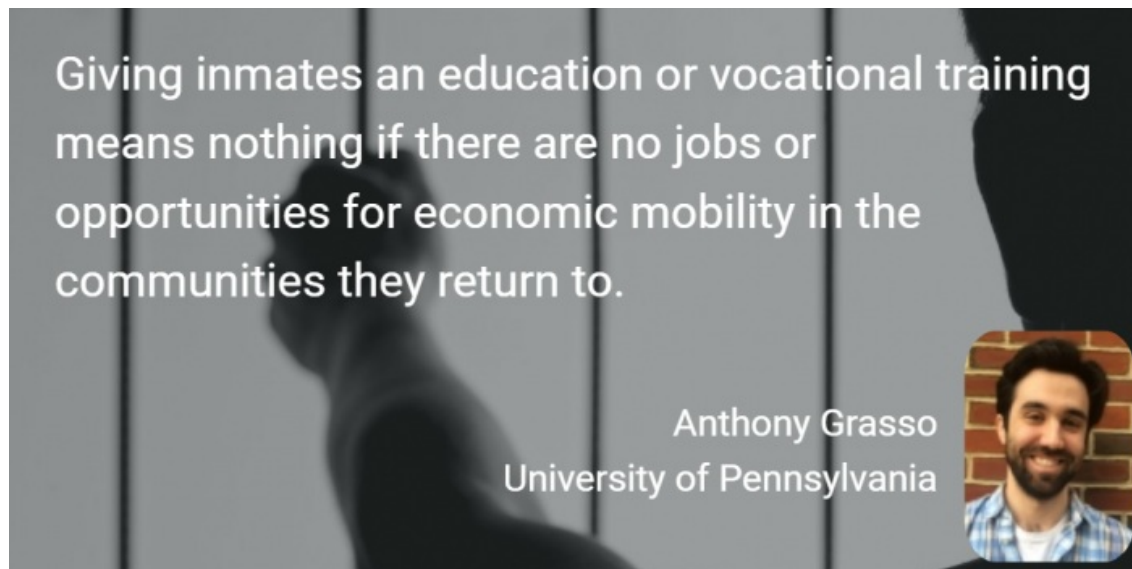 Giving inmates an education or vocational training
means nothing if there are no jobs or
opportunities for economic mobility in the
communities they return to.
Anthony Grasso
University of Pennsylvania